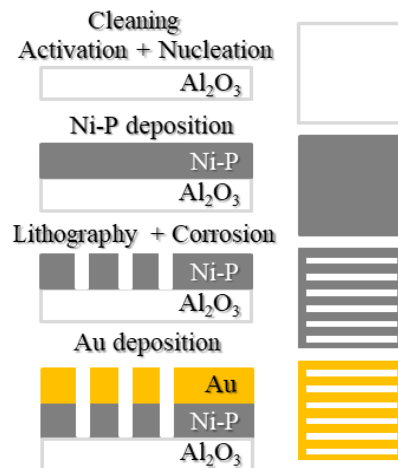 Cleaning
Activation + Nucleation
Al₂O₃
Ni-P deposition
Ni-P
Al₂O₃
Lithography + Corrosion
Ni-P
Al₂O₃
Au deposition
Au
Ni-P
Al₂O₃